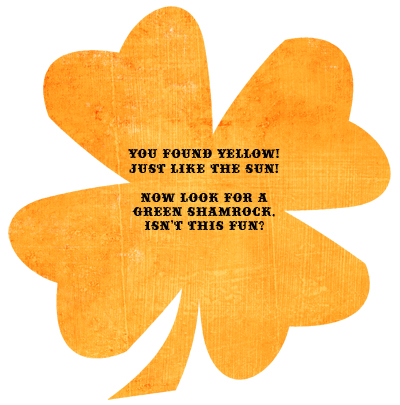 YOU FOUND YELLOW!
JUST LIKE THE SUN!
NOW LOOK FOR A
GREEN SHAMROCK.
ISN'T THIS FUN?